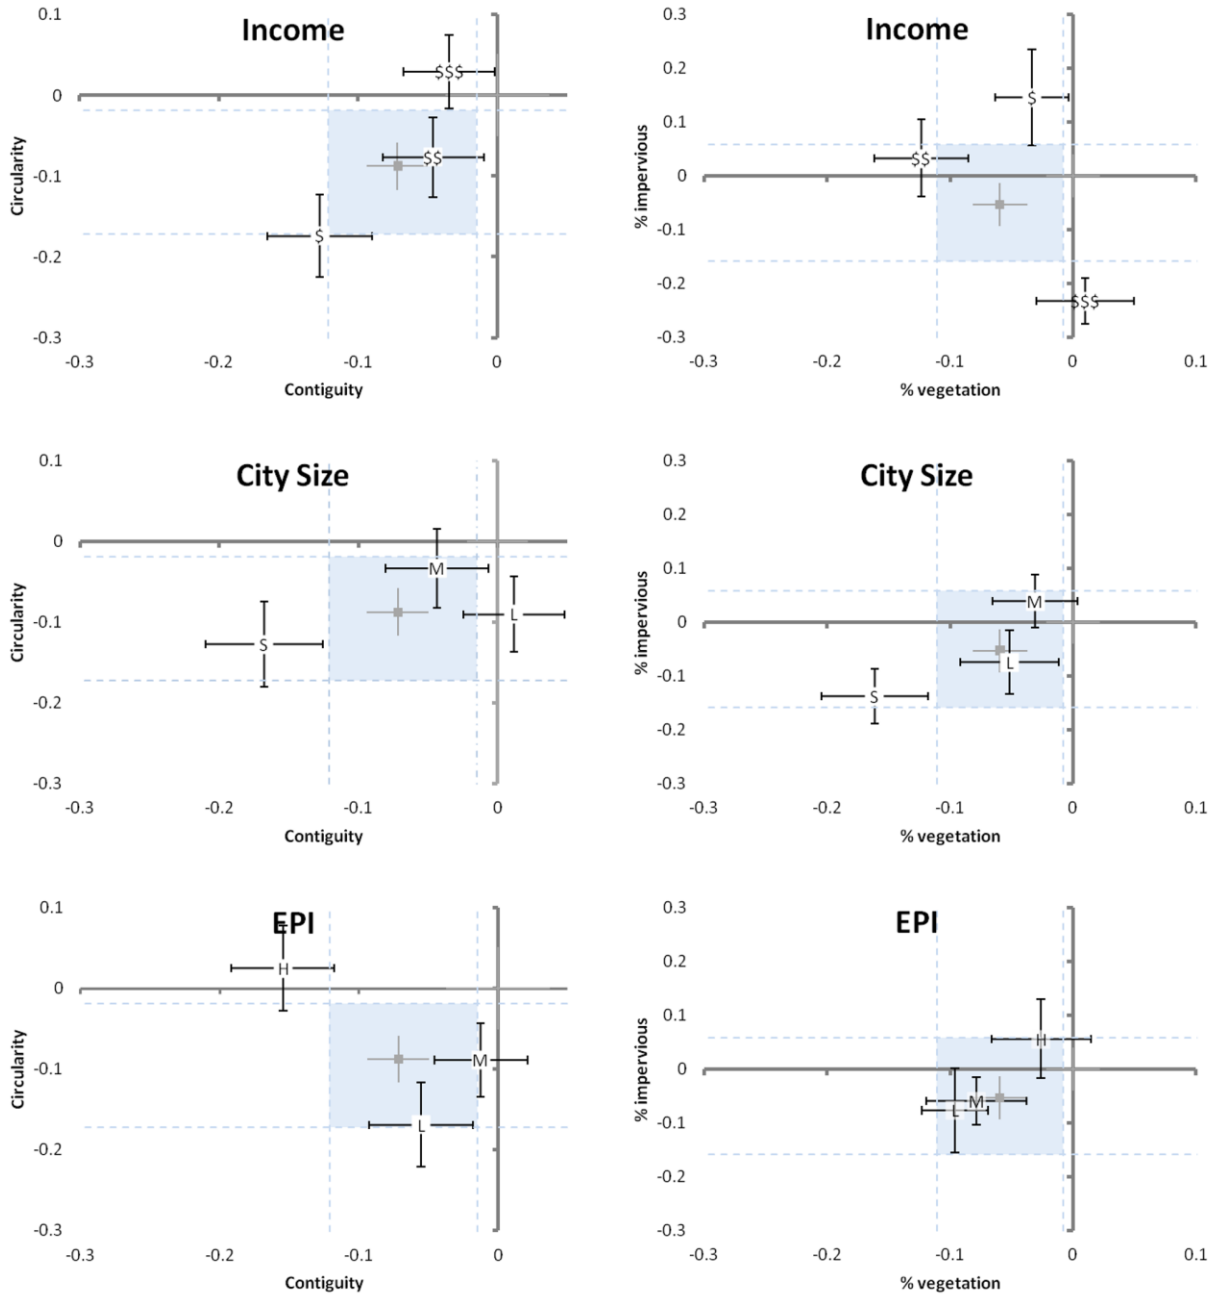 Income
0.1
0
-0.1
-0.2
-0.3
Circularity
$$$
$$
$
-0.3
-0.2
-0.1
0
Contiguity
Income
0.3
0.2
0.1
0
-0.1
-0.2
-0.3
% impervious
$
$$
$$$
-0.3
-0.2
-0.1
0
0.1
% vegetation
City Size
0.1
0
-0.1
-0.2
-0.3
Circularity
M
L
S
-0.3
-0.2
-0.1
0
Contiguity
City Size
0.3
0.2
0.1
0
-0.1
-0.2
-0.3
% impervious
M
L
S
-0.3
-0.2
-0.1
0
0.1
% vegetation
EPI
0.1
0
-0.1
-0.2
-0.3
Circularity
H
M
L
-0.3
-0.2
-0.1
0
Contiguity
EPI
0.3
0.2
0.1
0
-0.1
-0.2
-0.3
% impervious
H
M
L
-0.3
-0.2
-0.1
0
0.1
% vegetation